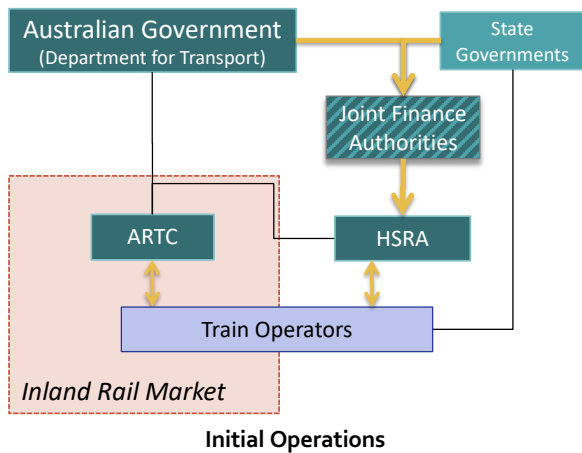 Australian Government
(Department for Transport)
State
Governments
Joint Finance
Authorities
ARTC
HSRA
Train Operators
Inland Rail Market
Initial Operations